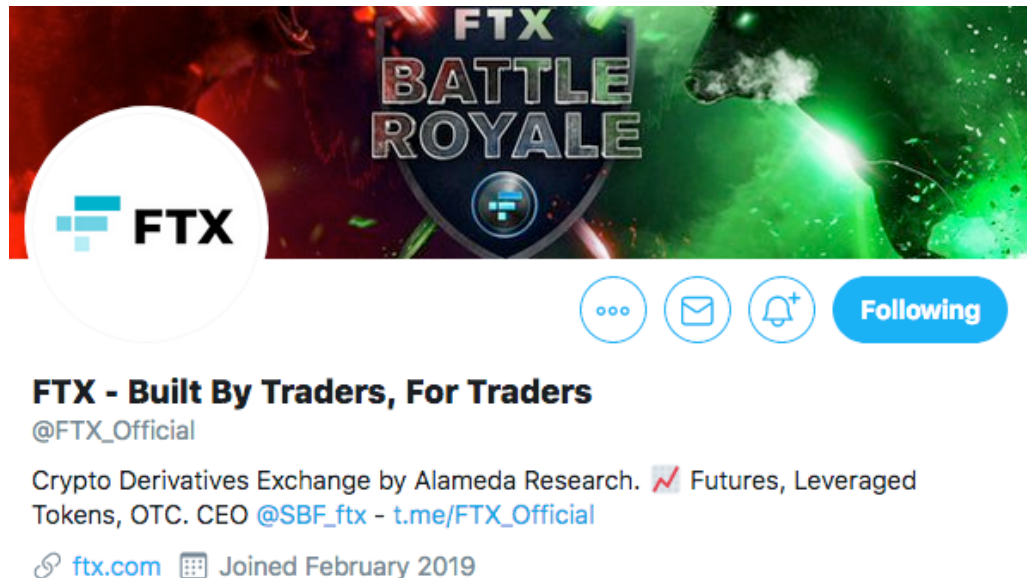 FTX
BATTLE
ROYALE
FTX
Following
FTX - Built By Traders, For Traders
@FTX_Official
Crypto Derivatives Exchange by Alameda Research. 📈 Futures, Leveraged
Tokens, OTC. CEO @SBF_ftx - t.me/FTX_Official
ftx.com Joined February 2019